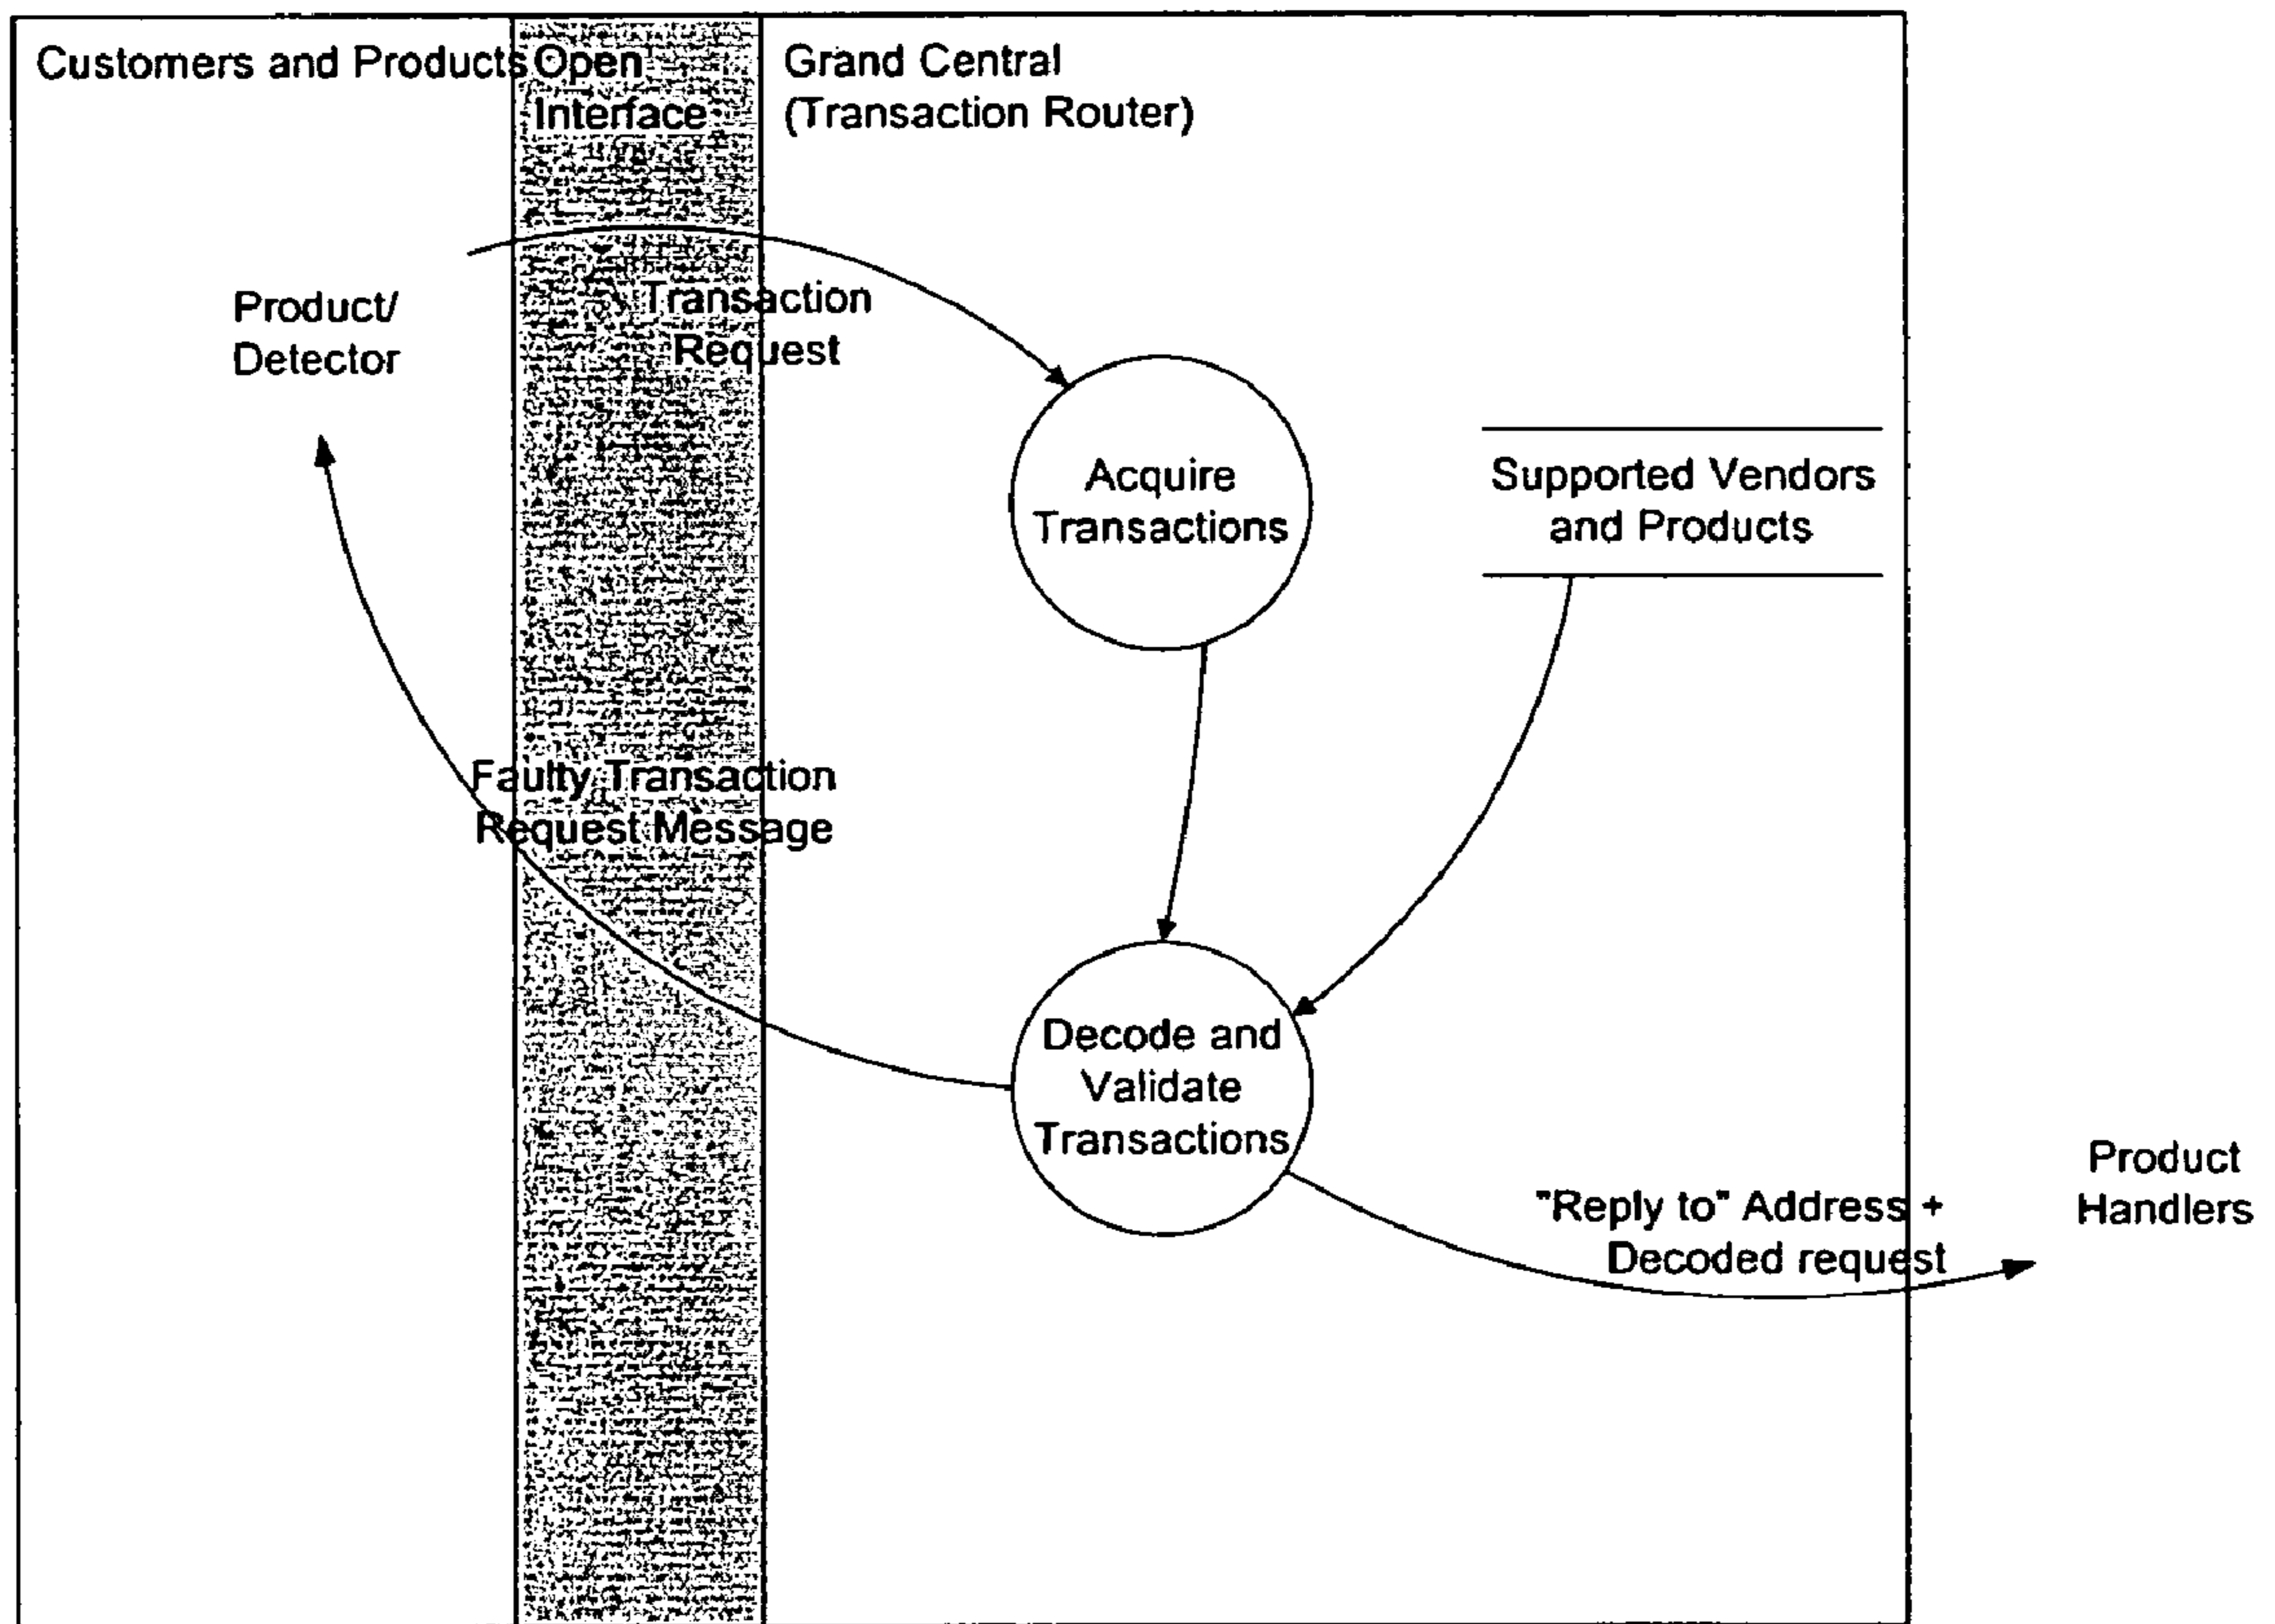 Customers and Products
Open
Interface
Grand Central
(Transaction Router)
Product/
Detector
Transaction
Request
Acquire
Transactions
Supported Vendors
and Products
Faulty Transaction
Request Message
Decode and
Validate
Transactions
"Reply to" Address +
Decoded request
Product
Handlers